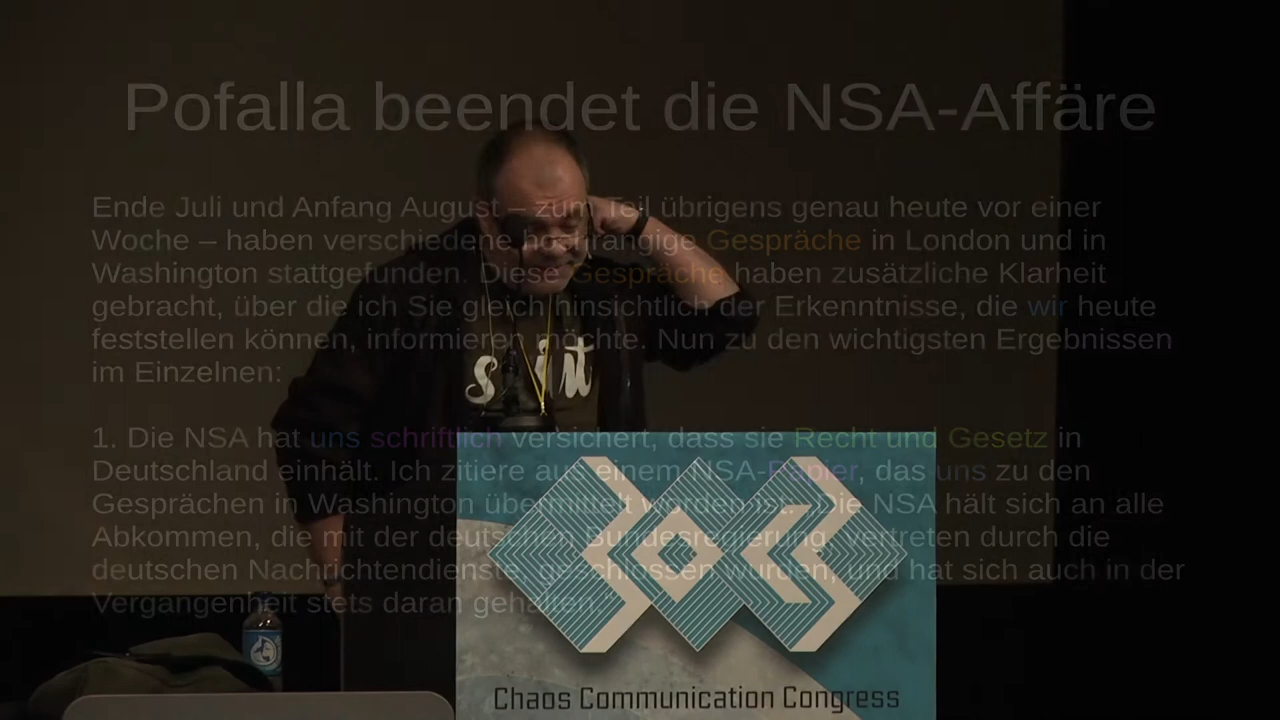 Pofalla beendet die NSA-Affäre
Ende Juli und Anfang August – zum Teil übrigens genau heute vor einer
Woche – haben verschiedene Gespräche in London und in
Washington stattgefunden. Diese Gespräche haben zusätzliche Klarheit
gebracht, über die ich Sie gleich hinsichtlich der Erkenntnisse, die wir heute
feststellen können, informieren möchte. Nun zu den wichtigsten Ergebnissen
im Einzelnen:
1. Die NSA hat uns schriftlich versichert, dass sie Recht und Gesetz in
Deutschland einhält. Ich zitiere aus einem NSA-Papier, das uns zu den
Gesprächen in Washington übermittelt worden ist: Die NSA hält sich an alle
Abkommen, die mit der deutschen Bundesregierung, vertreten durch die
deutschen Nachrichtendienste, geschlossen wurden, und hat sich auch in der
Vergangenheit stets daran gehalten.
30C3
Chaos Communication Congress